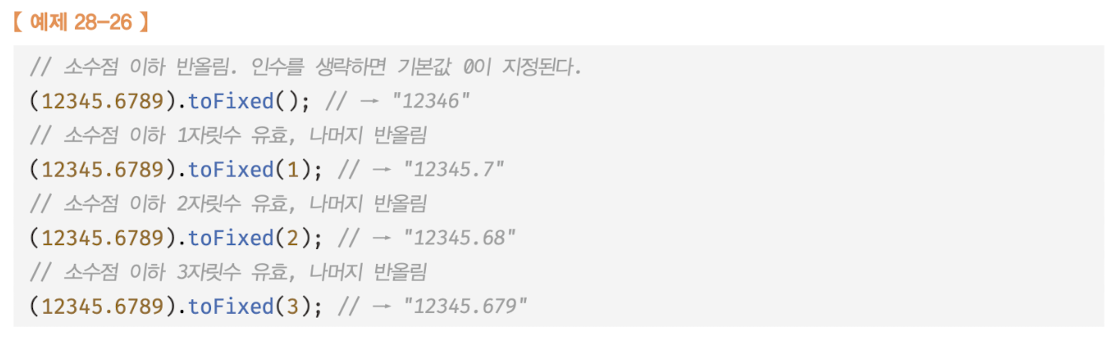 【 예제 28-26 】
// 소수점 이하 반올림. 인수를 생략하면 기본값 0이 지정된다.
(12345.6789).toFixed(); // → "12346"
// 소수점 이하 1자릿수 유효, 나머지 반올림
(12345.6789).toFixed(1); // → "12345.7"
// 소수점 이하 2자릿수 유효, 나머지 반올림
(12345.6789).toFixed(2); // → "12345.68"
// 소수점 이하 3자릿수 유효, 나머지 반올림
(12345.6789).toFixed(3); // → "12345.679"